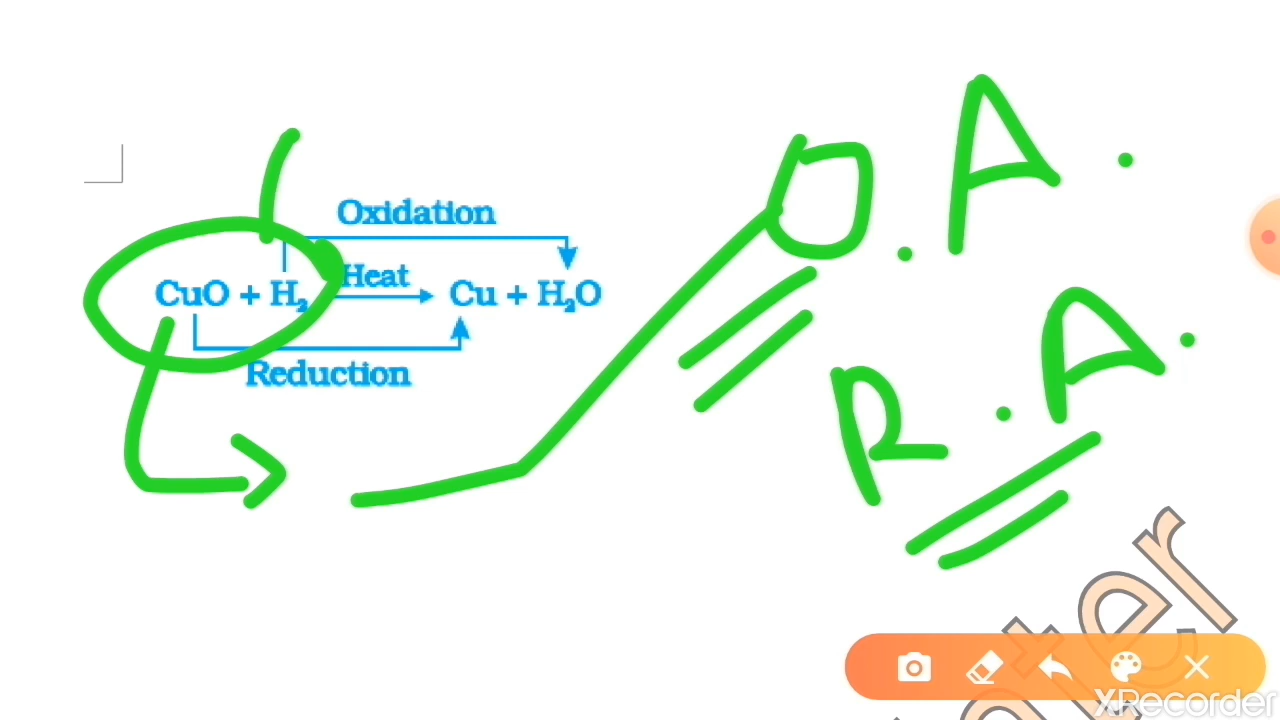 O.A.
Oxidation
Heat
CuO + H₂ → Cu + H₂O
Reduction
R.A.
XRecorder